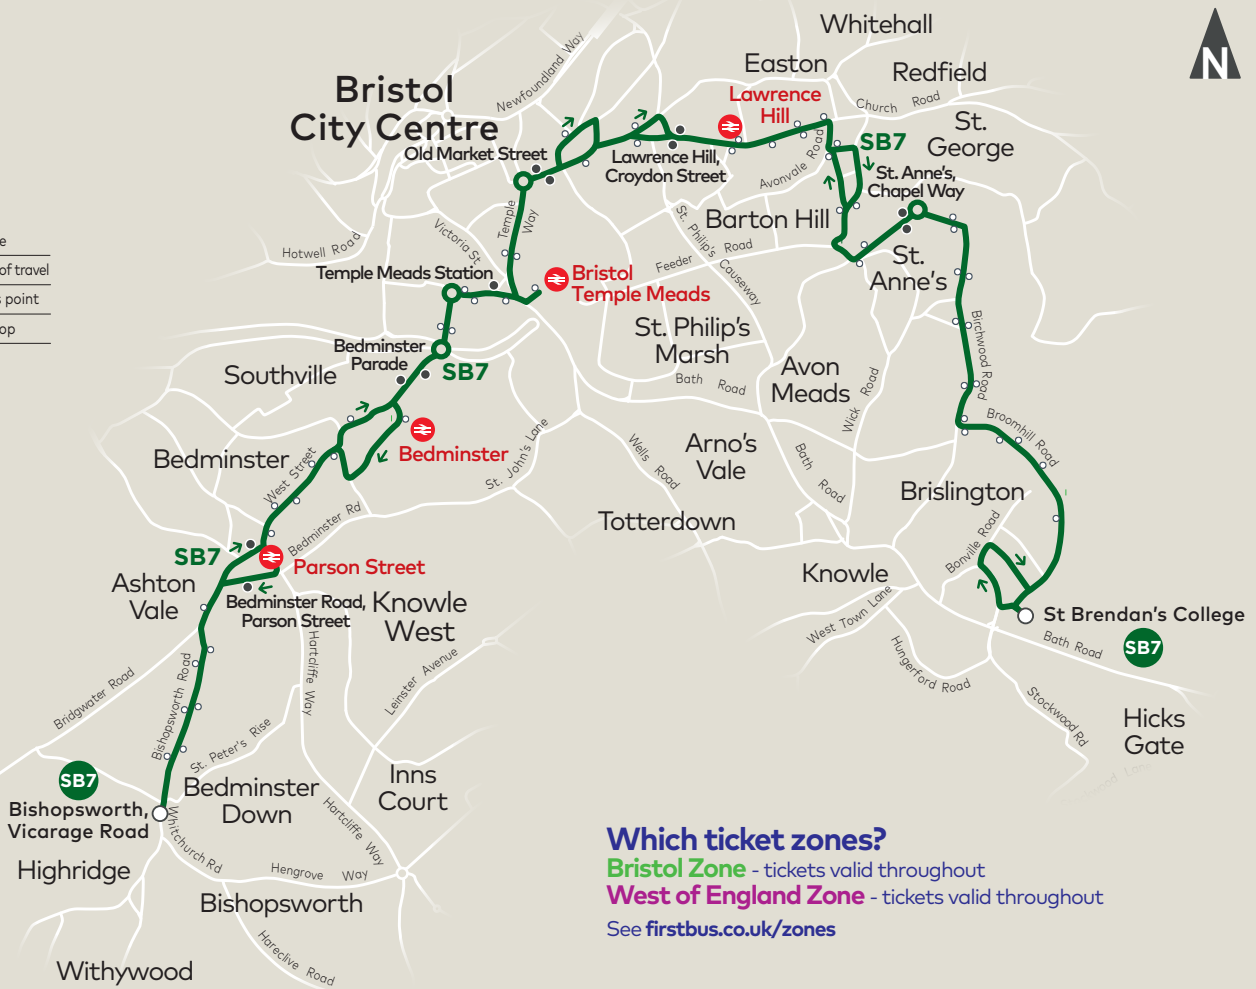 Whitehall
Easton
Redfield
N
Bristol
City Centre
Newfoundland Way
Lawrence
Hill
Church Road
St.
George
SB7
Old Market Street
Lawrence Hill,
Croydon Street
Avonvale Road
St. Anne's,
Chapel Way
Temple Way
Victoria St.
Hotwell Road
Barton Hill
St. Philip's Causeway
Feeder Road
St.
Anne's
e
of travel
point
op
Temple Meads Station
Bristol
Temple Meads
St. Philip's
Marsh
Birchwood Road
Bedminster
Parade
SB7
Southville
Avon
Meads
Bath Road
Wick Road
Broomhill Road
Bedminster
Bedminster
West Street
St. John's Lane
Wells Road
Arno's
Vale
Bath Road
Brislington
Totterdown
Bedminster Rd
Bonville Road
SB7
Parson Street
Ashton
Vale
Bedminster Road,
Parson Street
Knowle
West
Knowle
West Town Lane
St Brendan's College
SB7
Bath Road
Hungerford Road
Stockwood Rd
Hicks
Gate
Hartcliffe Way
Leinster Avenue
Bridgwater Road
Bishopsworth Road
St. Peter's Rise
SB7
Bishopsworth,
Vicarage Road
Bedminster
Down
Inns
Court
Hartcliffe Way
Whitchurch Rd
Highridge
Hengrove Way
Bishopsworth
Hareclive Road
Withywood
Which ticket zones?
Bristol Zone - tickets valid throughout
West of England Zone - tickets valid throughout
See firstbus.co.uk/zones